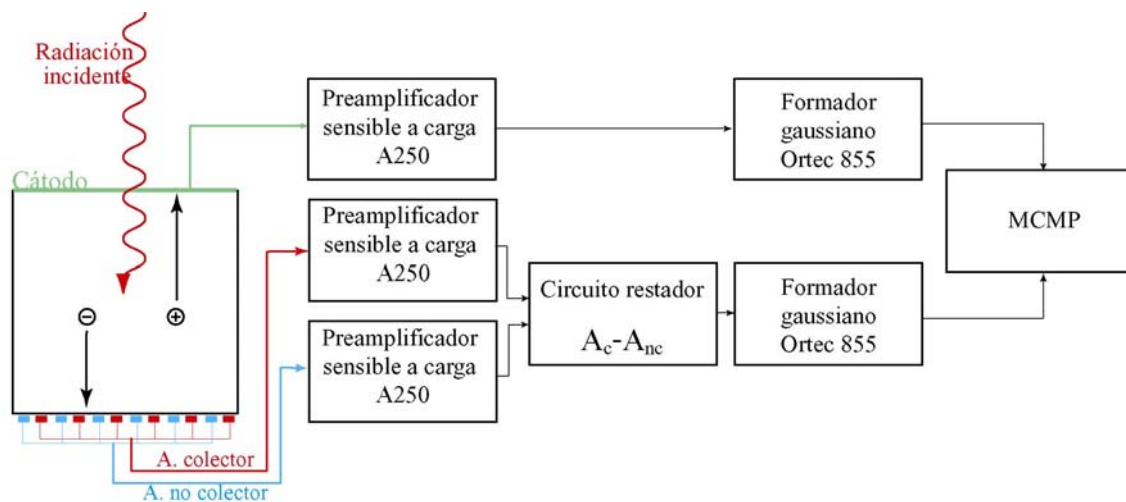 Radiación
incidente
Cátodo
Preamplificador
sensible a carga
A250
Formador
gaussiano
Ortec 855
MCMP
Preamplificador
sensible a carga
A250
Circuito restador
Ac-Anc
Preamplificador
sensible a carga
A250
Formador
gaussiano
Ortec 855
−
+
A. colector
A. no colector